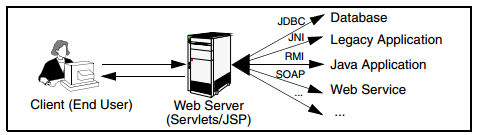 JDBC
Database
JNI
Legacy Application
RMI
Java Application
SOAP
Web Service
...
...
Client (End User)
Web Server
(Servlets/JSP)